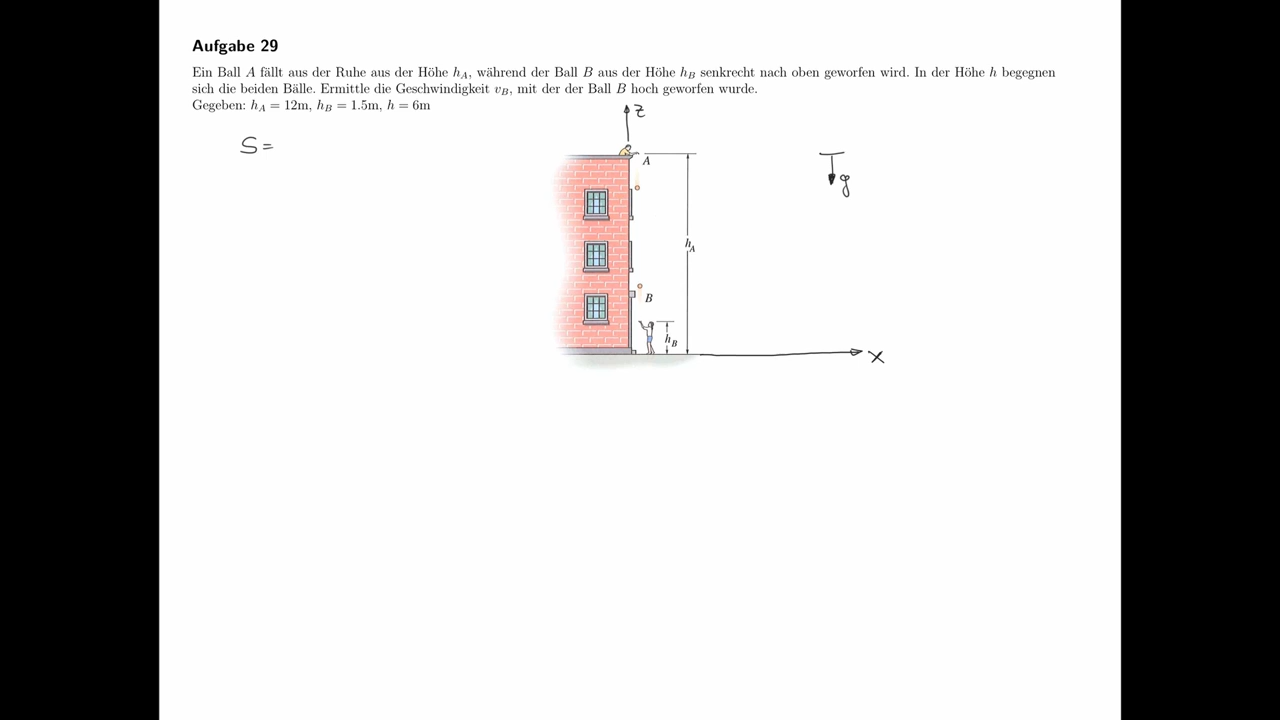 Aufgabe 29
Ein Ball A fällt aus der Ruhe aus der Höhe h_A, während der Ball B aus der Höhe h_B senkrecht nach oben geworfen wird. In der Höhe h begegnen
sich die beiden Bälle. Ermittle die Geschwindigkeit v_B, mit der der Ball B hoch geworfen wurde.
Gegeben: h_A = 12m, h_B = 1.5m, h = 6m
z
S=
A
g
h_A
B
h_B
x